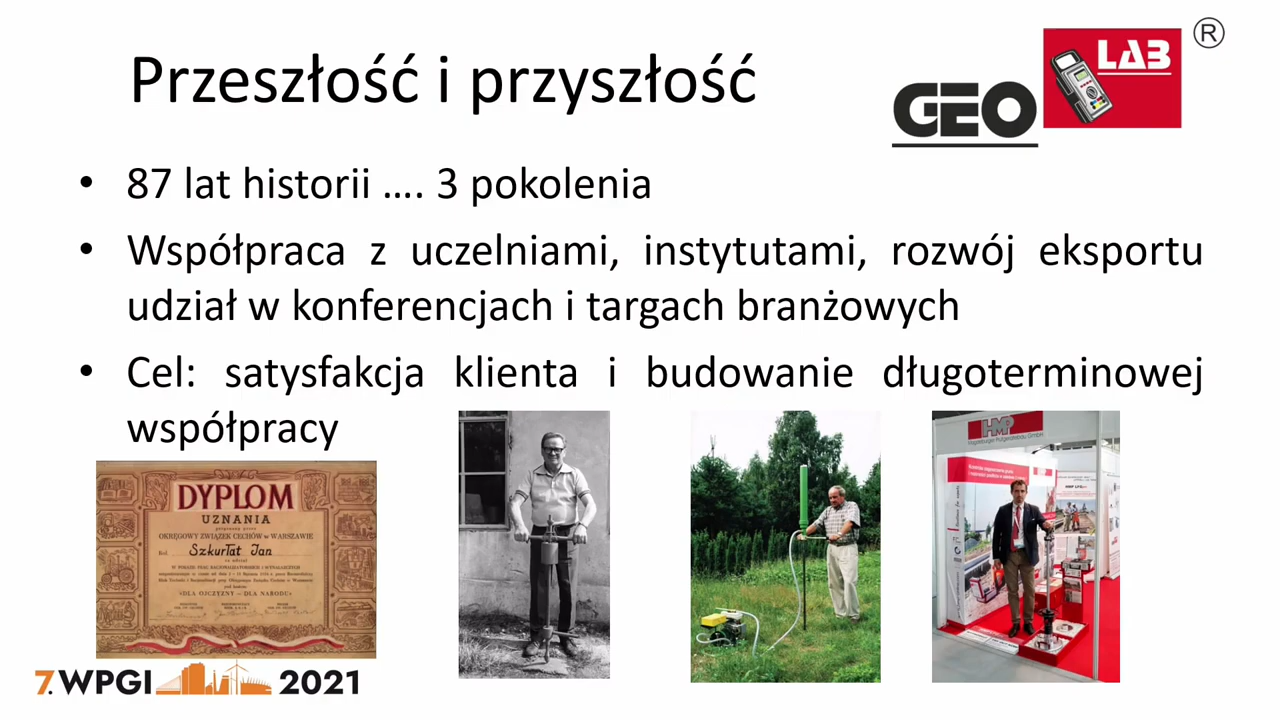 Przeszłość i przyszłość
GEO
LAB
®
• 87 lat historii .... 3 pokolenia
• Współpraca z uczelniami, instytutami, rozwój eksportu
udział w konferencjach i targach branżowych
• Cel: satysfakcja klienta i budowanie długoterminowej
współpracy
DYPLOM
UZNANIA
OKRĘGOWY ZWIĄZEK CECHÓW w WARSZAWIE
Szkurłat Jan
«DLA OJCZYZNY – DLA NARODU»
HMP
7. WPGI 2021